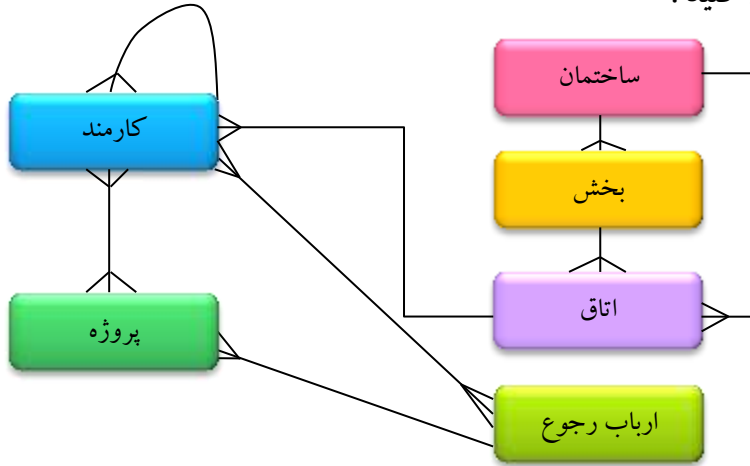 ساختمان
کارمند
بخش
اتاق
پروژه
ارباب رجوع